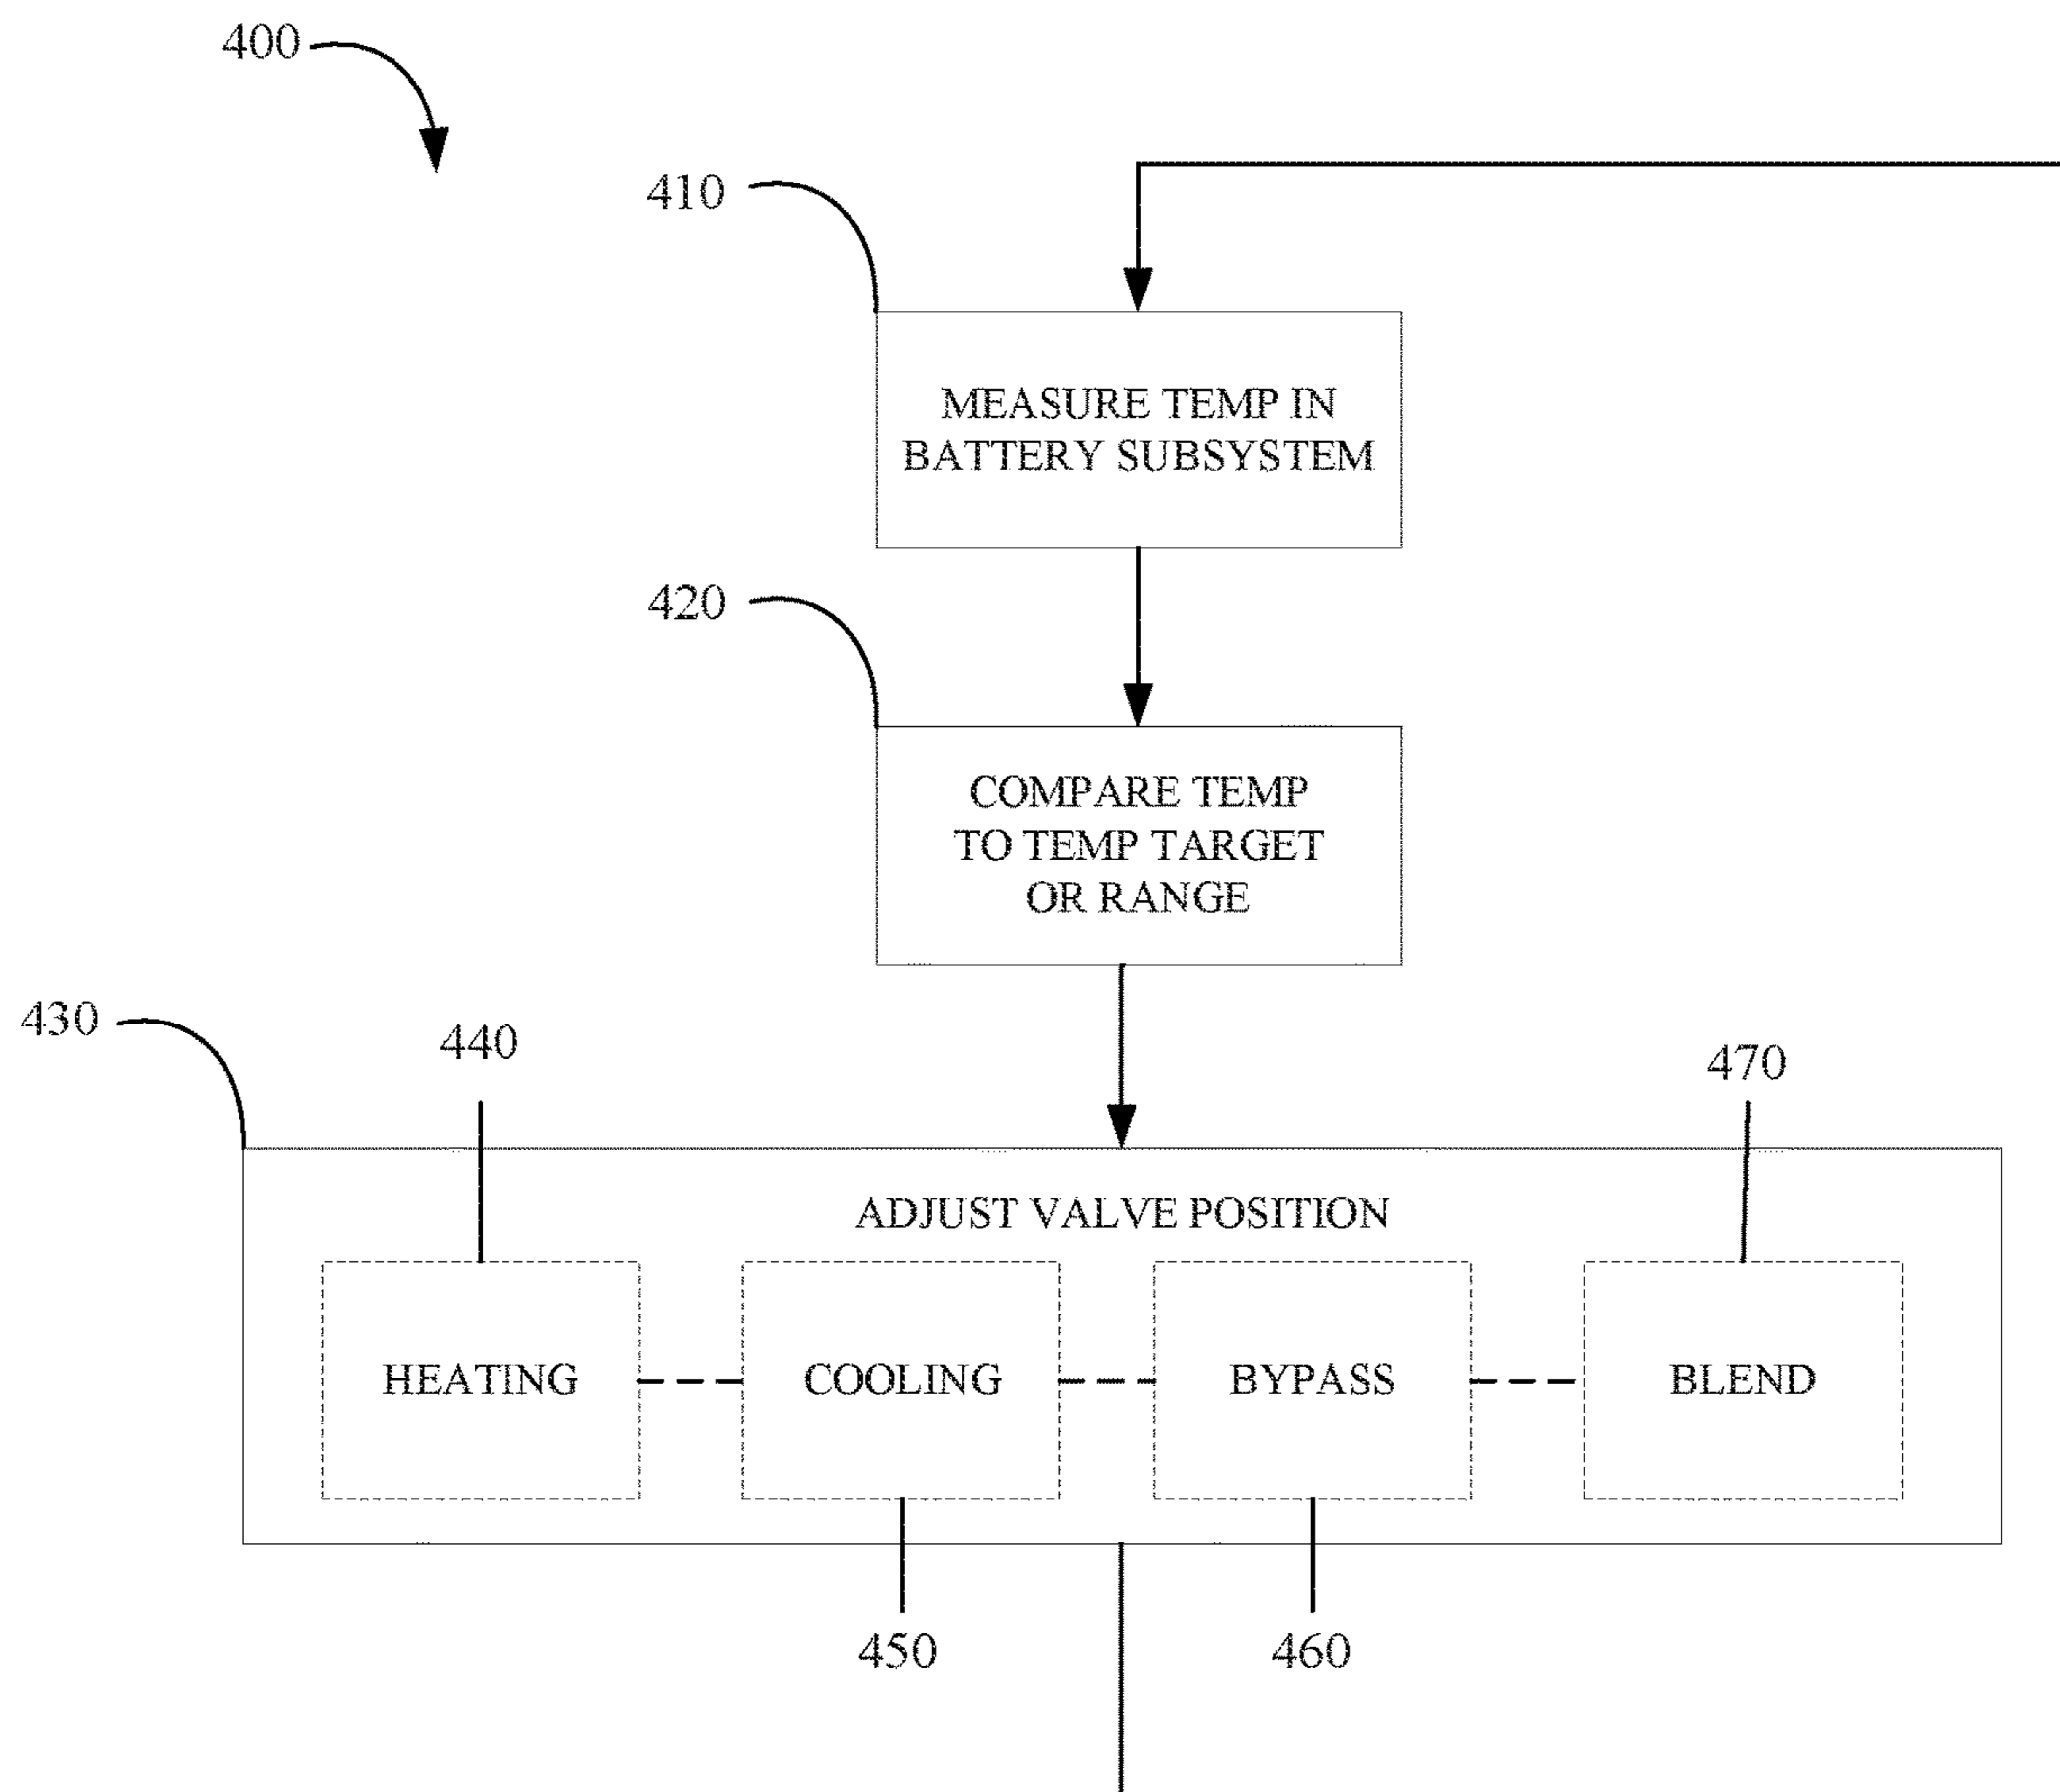 400
410
MEASURE TEMP IN
BATTERY SUBSYSTEM
420
COMPARE TEMP
TO TEMP TARGET
OR RANGE
430
440
470
ADJUST VALVE POSITION
HEATING
COOLING
BYPASS
BLEND
450
460